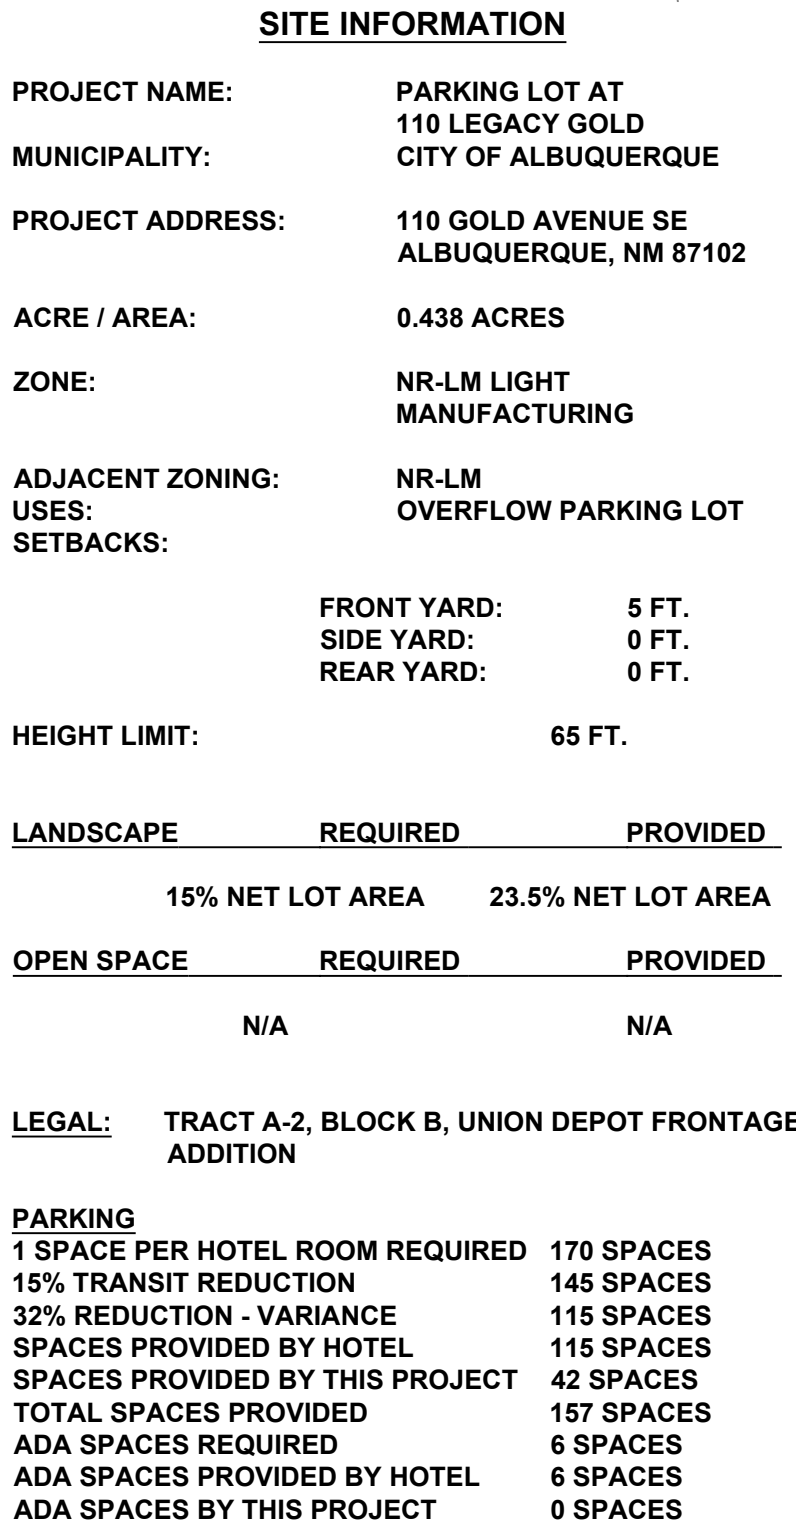 SITE INFORMATION
PROJECT NAME: PARKING LOT AT
110 LEGACY GOLD
MUNICIPALITY: CITY OF ALBUQUERQUE
PROJECT ADDRESS: 110 GOLD AVENUE SE
ALBUQUERQUE, NM 87102
ACRE / AREA: 0.438 ACRES
ZONE: NR-LM LIGHT
MANUFACTURING
ADJACENT ZONING: NR-LM
USES: OVERFLOW PARKING LOT
SETBACKS:
FRONT YARD: 5 FT.
SIDE YARD: 0 FT.
REAR YARD: 0 FT.
HEIGHT LIMIT: 65 FT.
LANDSCAPE REQUIRED PROVIDED
15% NET LOT AREA 23.5% NET LOT AREA
OPEN SPACE REQUIRED PROVIDED
N/A N/A
LEGAL: TRACT A-2, BLOCK B, UNION DEPOT FRONTAGE
ADDITION
PARKING
1 SPACE PER HOTEL ROOM REQUIRED 170 SPACES
15% TRANSIT REDUCTION 145 SPACES
32% REDUCTION - VARIANCE 115 SPACES
SPACES PROVIDED BY HOTEL 115 SPACES
SPACES PROVIDED BY THIS PROJECT 42 SPACES
TOTAL SPACES PROVIDED 157 SPACES
ADA SPACES REQUIRED 6 SPACES
ADA SPACES PROVIDED BY HOTEL 6 SPACES
ADA SPACES BY THIS PROJECT 0 SPACES